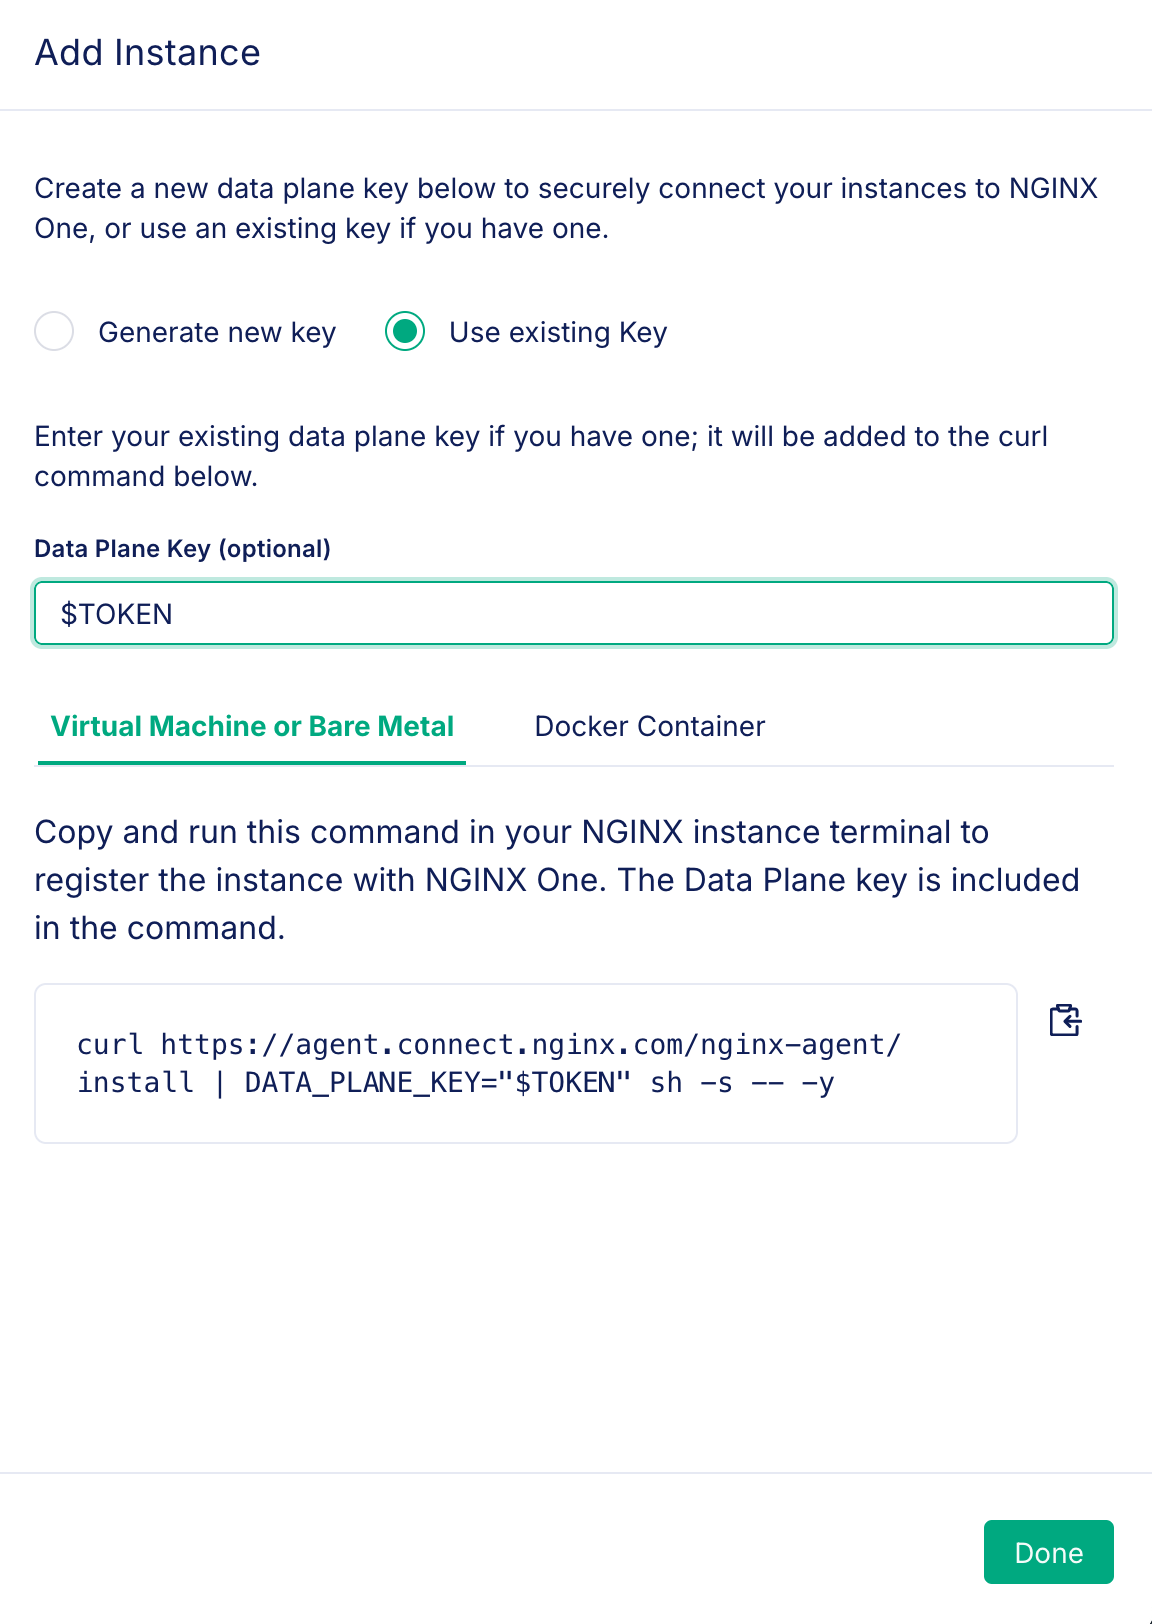 Add Instance
Create a new data plane key below to securely connect your instances to NGINX
One, or use an existing key if you have one.
Generate new key
Use existing Key
Enter your existing data plane key if you have one; it will be added to the curl
command below.
Data Plane Key (optional)
$TOKEN
Virtual Machine or Bare Metal
Docker Container
Copy and run this command in your NGINX instance terminal to
register the instance with NGINX One. The Data Plane key is included
in the command.
curl https://agent.connect.nginx.com/nginx-agent/
install | DATA_PLANE_KEY="$TOKEN" sh -s -- -y
Done